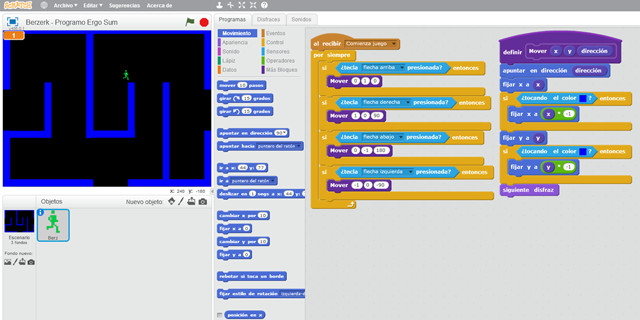 SCRATCH Archivo Editar Sugerencias Acerca de
Berzerk - Programo Ergo Sum
x: 240 y: -180
Objetos Nuevo objeto:
Escenario
Fondo nuevo:
Berz
Programas Disfraces Sonidos
Movimiento Eventos
Apariencia Control
Sonido Sensores
Lápiz Operadores
Datos Más Bloques
mover 10 pasos
girar 15 grados
girar 15 grados
apuntar en dirección 90
apuntar hacia puntero del ratón
ir a x: 44 y: 77
ir a puntero del ratón
deslizar en 1 segs a x: 44 y:
cambiar x por 10
fijar x a 0
cambiar y por 10
fijar y a 0
rebotar si toca un borde
fijar estilo de rotación izquierda-d
posición en x
al recibir Comienza juego
por siempre
si ¿tecla flecha arriba presionada? entonces
Mover 0 1 0
si ¿tecla flecha derecha presionada? entonces
Mover 1 0 90
si ¿tecla flecha abajo presionada? entonces
Mover 0 -1 180
si ¿tecla flecha izquierda presionada? entonces
Mover -1 0 -90
definir Mover x y dirección
apuntar en dirección dirección
fijar x a x
si ¿tocando el color ? entonces
fijar x a x * -1
fijar y a y
si ¿tocando el color ? entonces
fijar y a y * -1
siguiente disfraz